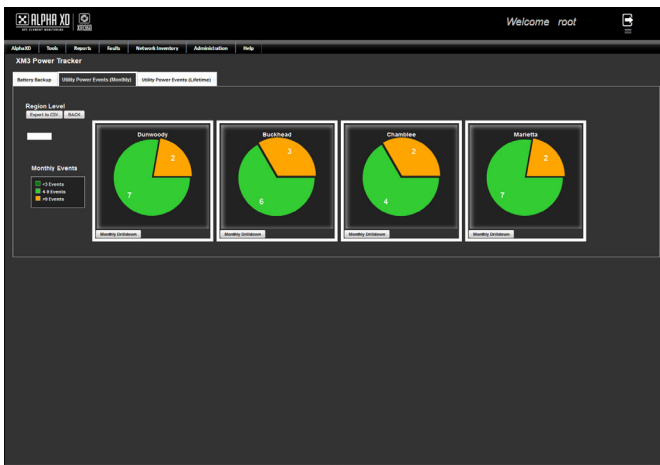 ALPHA XD
Welcome root
AlphaXD Tools Reports Faults Network Inventory Administration Help
XM3 Power Tracker
Battery Backup Utility Power Events (Monthly) Utility Power Events (Lifetime)
Region Level
Export to CSV BACK
Monthly Events
<3 Events
4-9 Events
>9 Events
Dunwoody
2
7
Monthly Drilldown
Buckhead
3
6
Monthly Drilldown
Chamblee
2
4
Monthly Drilldown
Marietta
2
7
Monthly Drilldown